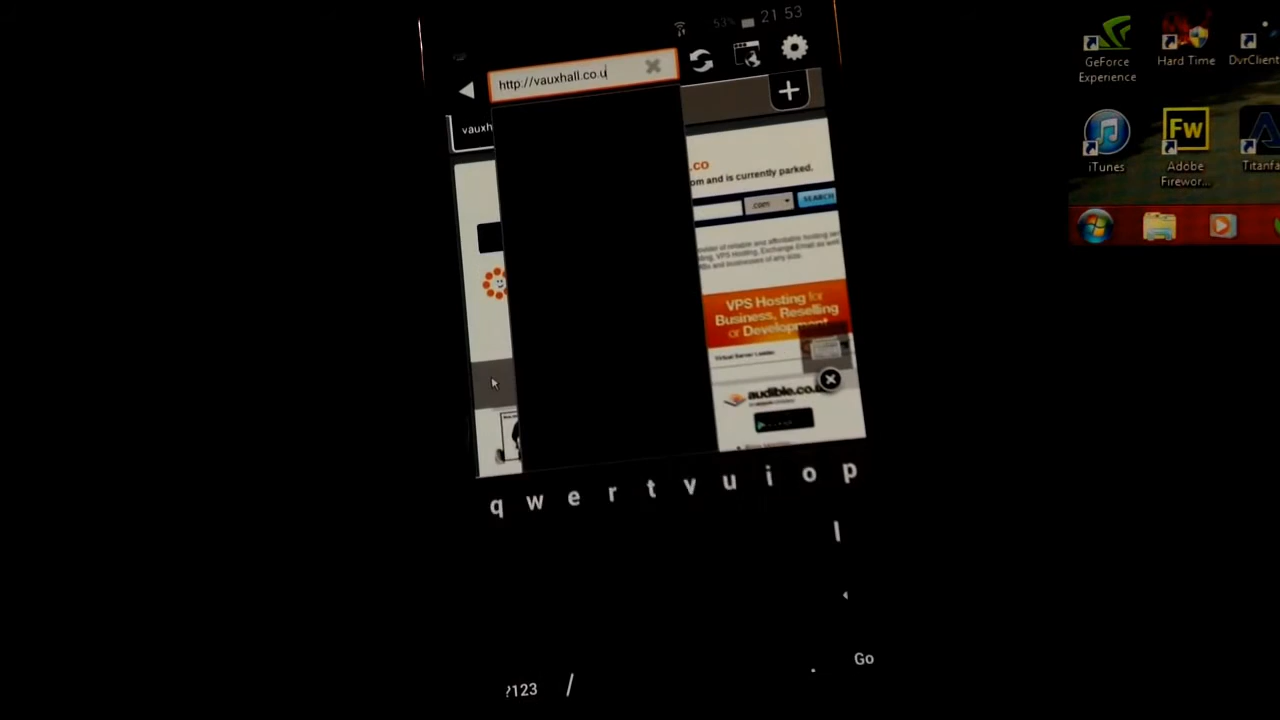 53% 21 53
http://vauxhall.co.u
vauxh
.co
om and is currently parked.
.com SEARCH
VPS Hosting for
Business, Reselling
or Development
audible.co.u
q w e r t y u i o p
l
?123 / . Go
GeForce
Experience
Hard Time
DvrClient
iTunes
Fw
Adobe
Firewor...
Titanfa